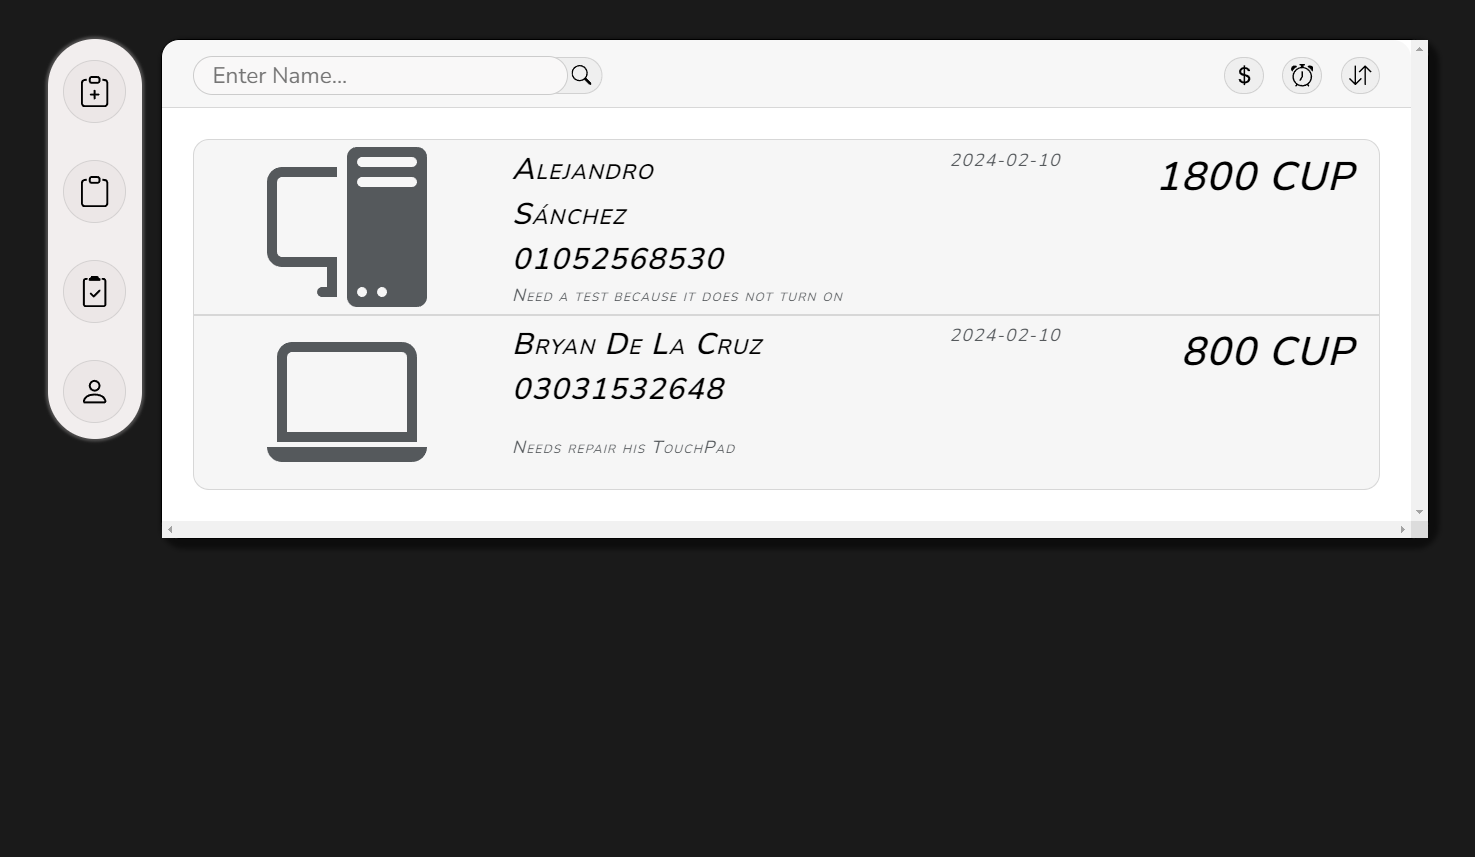 Enter Name...
$
Alejandro
Sánchez
01052568530
Need a test because it does not turn on
2024-02-10
1800 CUP
Bryan De La Cruz
03031532648
Needs repair his TouchPad
2024-02-10
800 CUP